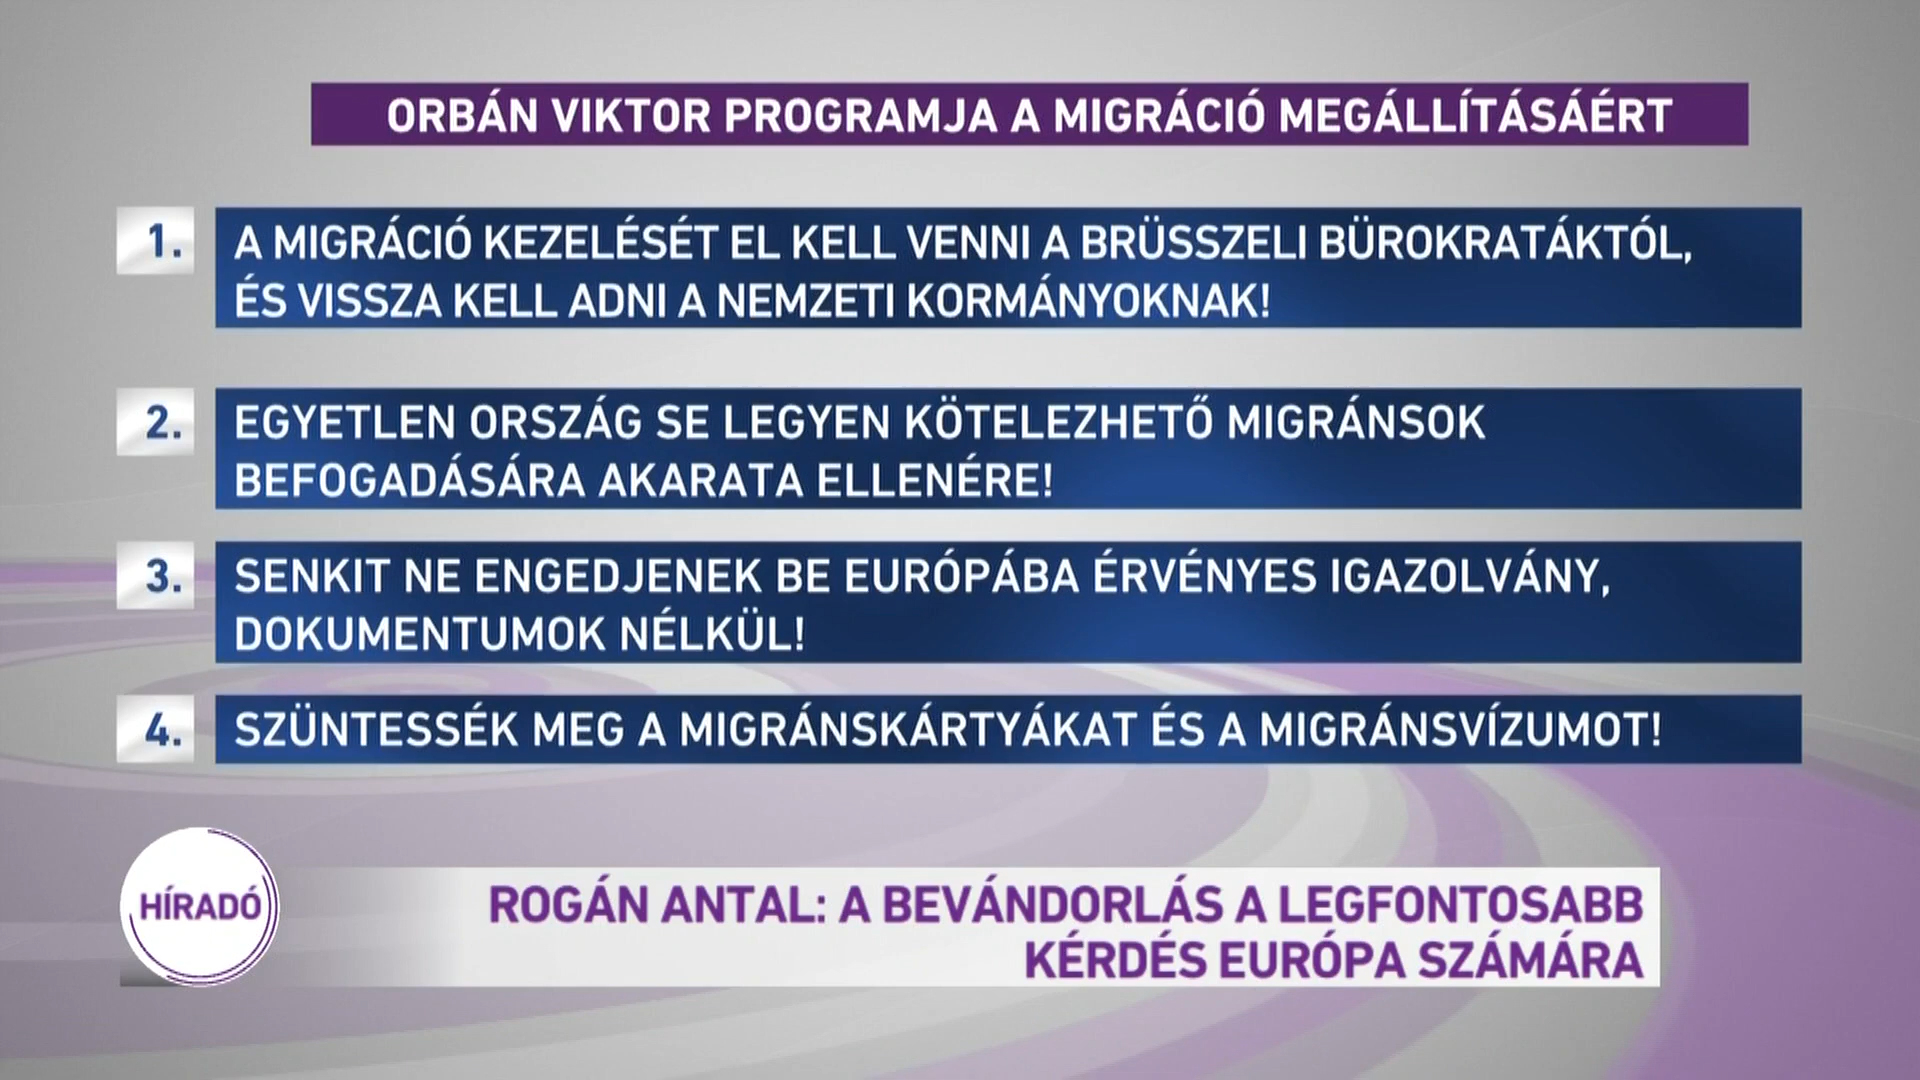 ORBÁN VIKTOR PROGRAMJA A MIGRÁCIÓ MEGÁLLÍTÁSÁÉRT
1. A MIGRÁCIÓ KEZELÉSÉT EL KELL VENNI A BRÜSSZELI BÜROKRATÁKTÓL,
ÉS VISSZA KELL ADNI A NEMZETI KORMÁNYOKNAK!
2. EGYETLEN ORSZÁG SE LEGYEN KÖTELEZHETŐ MIGRÁNSOK
BEFOGADÁSÁRA AKARATA ELLENÉRE!
3. SENKIT NE ENGEDJENEK BE EURÓPÁBA ÉRVÉNYES IGAZOLVÁNY,
DOKUMENTUMOK NÉLKÜL!
4. SZÜNTESSÉK MEG A MIGRÁNSKÁRTYÁKAT ÉS A MIGRÁNSVÍZUMOT!
HÍRADÓ
ROGÁN ANTAL: A BEVÁNDORLÁS A LEGFONTOSABB
KÉRDÉS EURÓPA SZÁMÁRA